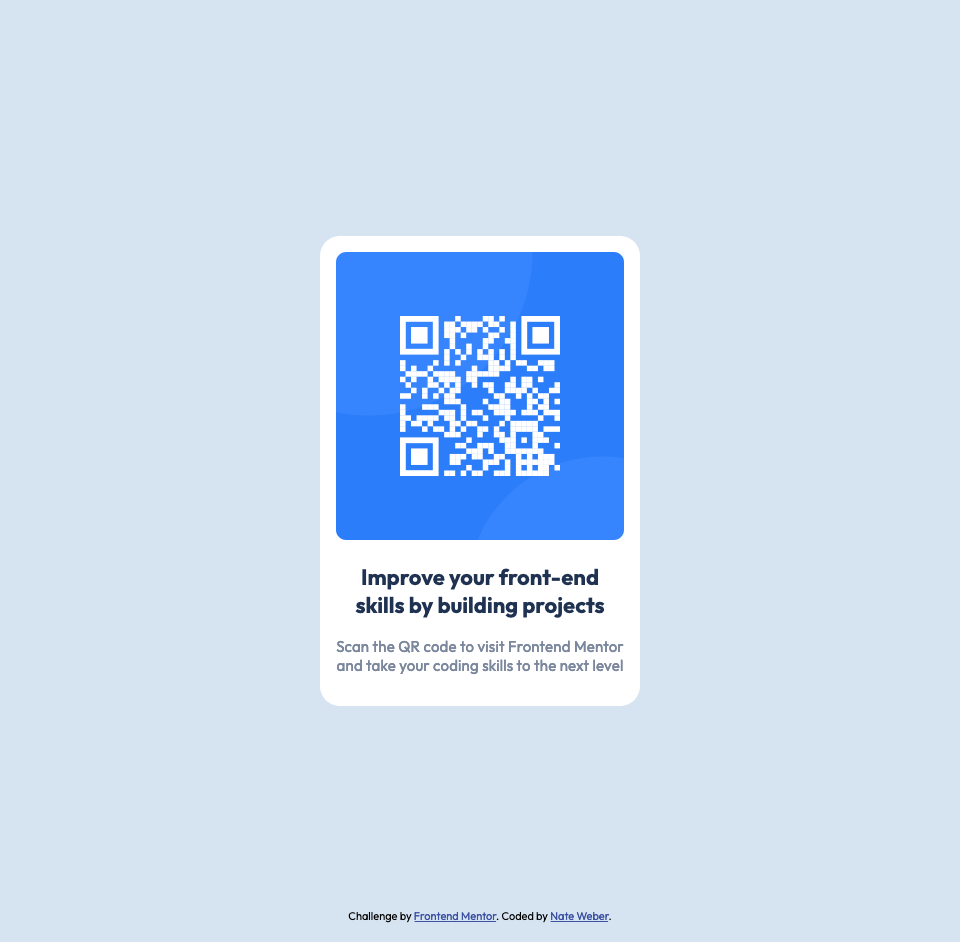 Improve your front-end
skills by building projects
Scan the QR code to visit Frontend Mentor
and take your coding skills to the next level
Challenge by Frontend Mentor. Coded by Nate Weber.